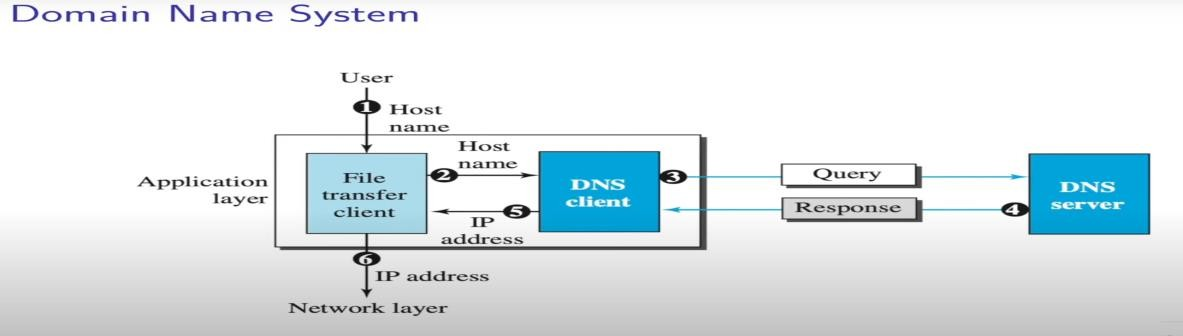 Domain Name System
User
1
Host
name
Application
layer
File
transfer
client
2
Host
name
5
IP
address
DNS
client
3
Query
Response
4
DNS
server
6
IP address
Network layer